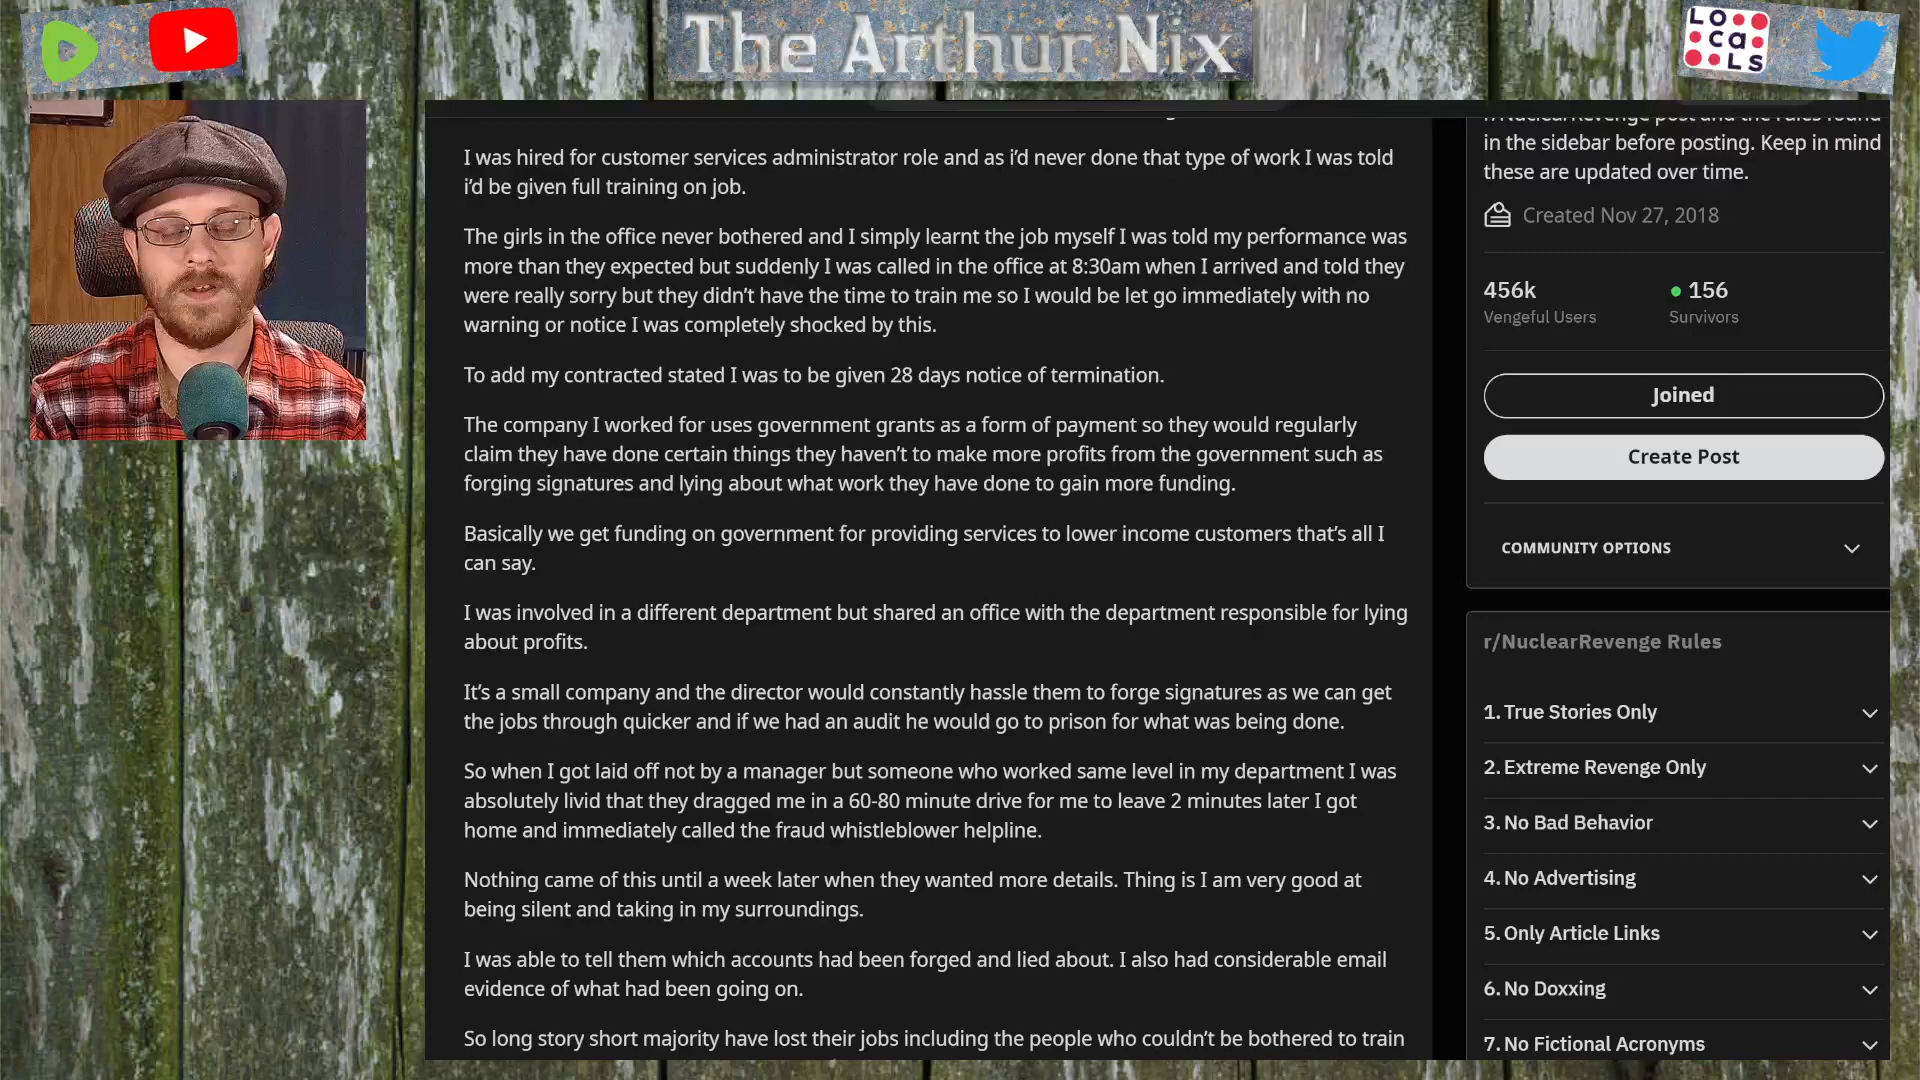 The Arthur Nix
LO
ca
LS
I was hired for customer services administrator role and as i’d never done that type of work I was told
i’d be given full training on job.
The girls in the office never bothered and I simply learnt the job myself I was told my performance was
more than they expected but suddenly I was called in the office at 8:30am when I arrived and told they
were really sorry but they didn’t have the time to train me so I would be let go immediately with no
warning or notice I was completely shocked by this.
To add my contracted stated I was to be given 28 days notice of termination.
The company I worked for uses government grants as a form of payment so they would regularly
claim they have done certain things they haven’t to make more profits from the government such as
forging signatures and lying about what work they have done to gain more funding.
Basically we get funding on government for providing services to lower income customers that’s all I
can say.
I was involved in a different department but shared an office with the department responsible for lying
about profits.
It’s a small company and the director would constantly hassle them to forge signatures as we can get
the jobs through quicker and if we had an audit he would go to prison for what was being done.
So when I got laid off not by a manager but someone who worked same level in my department I was
absolutely livid that they dragged me in a 60-80 minute drive for me to leave 2 minutes later I got
home and immediately called the fraud whistleblower helpline.
Nothing came of this until a week later when they wanted more details. Thing is I am very good at
being silent and taking in my surroundings.
I was able to tell them which accounts had been forged and lied about. I also had considerable email
evidence of what had been going on.
So long story short majority have lost their jobs including the people who couldn’t be bothered to train
r/NuclearRevenge post and the rules found
in the sidebar before posting. Keep in mind
these are updated over time.
Created Nov 27, 2018
456k
Vengeful Users
156
Survivors
Joined
Create Post
COMMUNITY OPTIONS
r/NuclearRevenge Rules
1. True Stories Only
2. Extreme Revenge Only
3. No Bad Behavior
4. No Advertising
5. Only Article Links
6. No Doxxing
7. No Fictional Acronyms